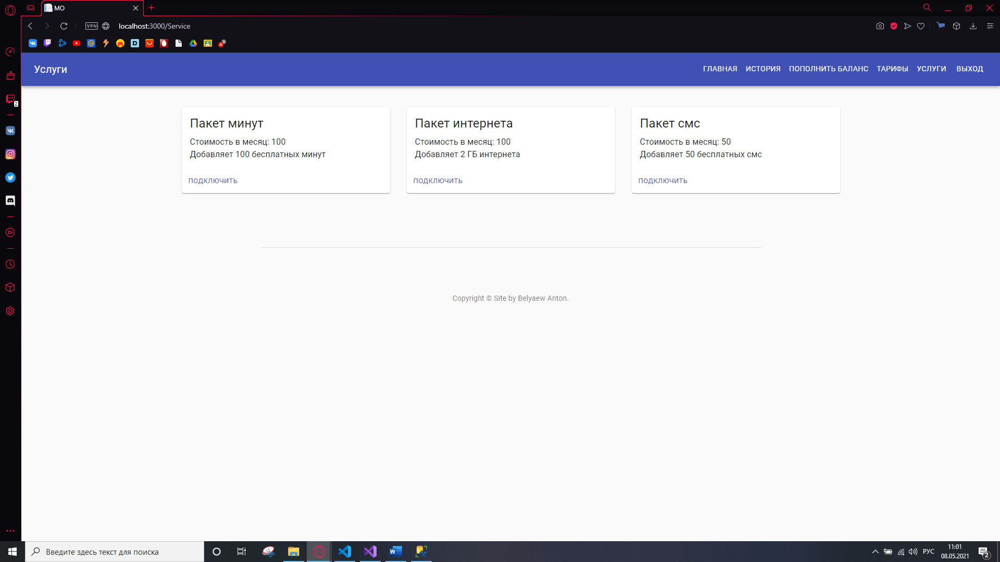 МО
VPN
localhost:3000/Service
Услуги
ГЛАВНАЯ ИСТОРИЯ ПОПОЛНИТЬ БАЛАНС ТАРИФЫ УСЛУГИ ВЫХОД
Пакет минут
Стоимость в месяц: 100
Добавляет 100 бесплатных минут
ПОДКЛЮЧИТЬ
Пакет интернета
Стоимость в месяц: 100
Добавляет 2 ГБ интернета
ПОДКЛЮЧИТЬ
Пакет смс
Стоимость в месяц: 50
Добавляет 50 бесплатных смс
ПОДКЛЮЧИТЬ
Copyright © Site by Belyaew Anton.
2
Введите здесь текст для поиска
РУС
11:01
08.05.2021
2